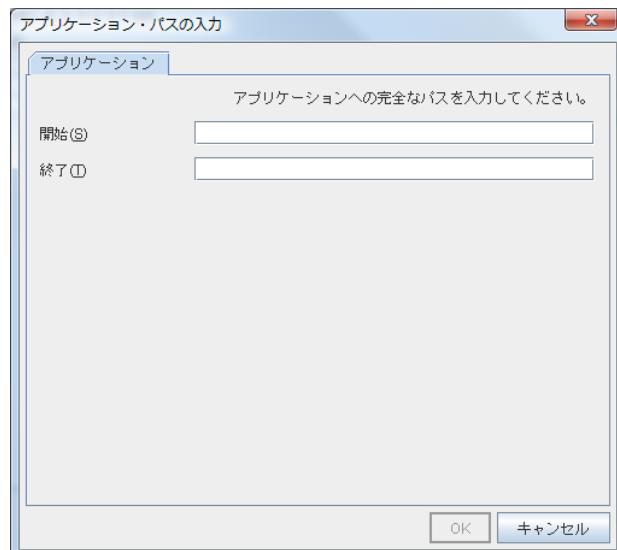 アプリケーション・パスの入力
アプリケーション
アプリケーションへの完全なパスを入力してください。
開始(S)
終了(T)
OK
キャンセル